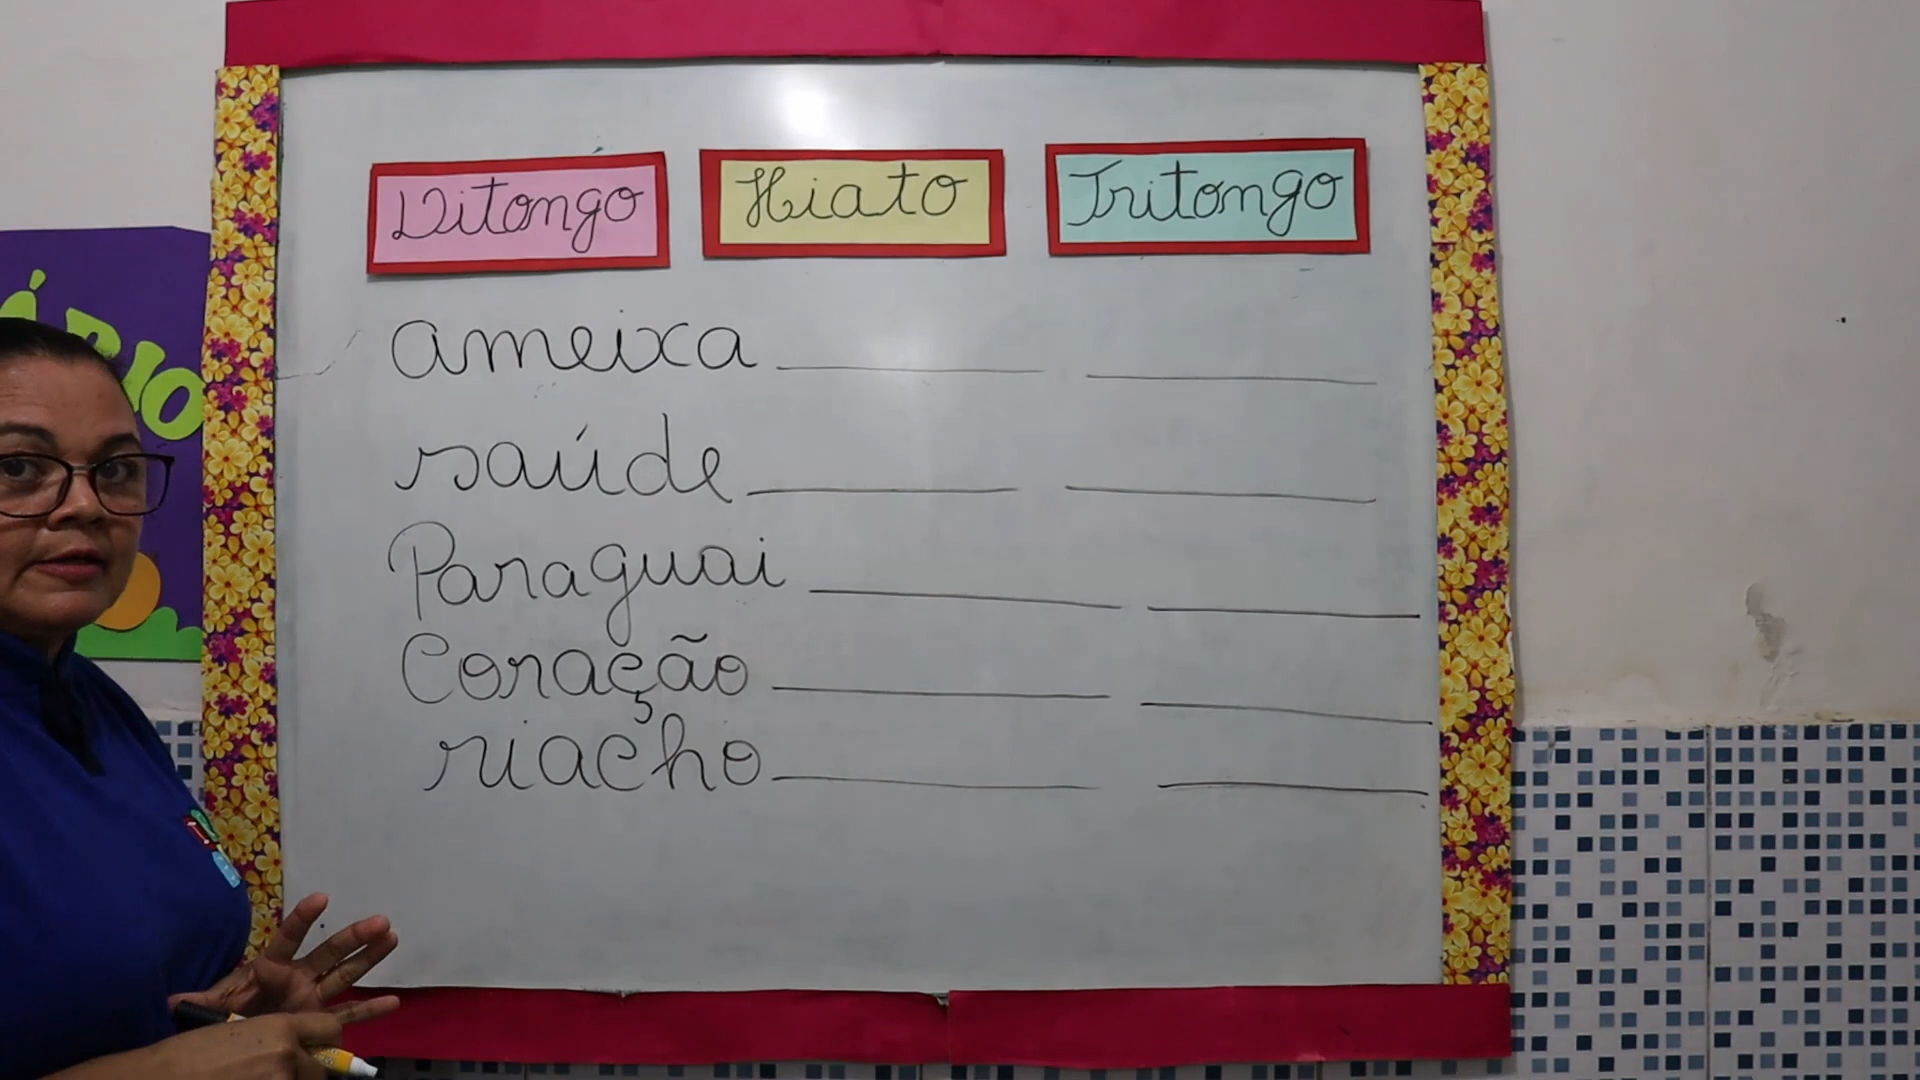 Ditongo Hiato Tritongo
ameixa
saúde
Paraguai
Coração
riacho